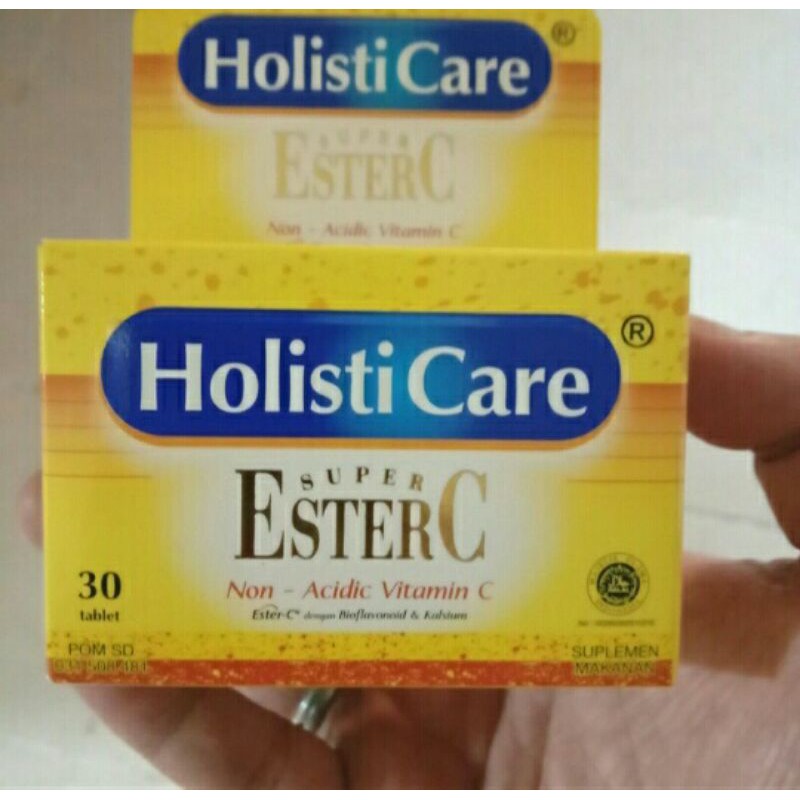 HolistiCare®
SUPER
ESTERC
Non - Acidic Vitamin C
HolistiCare®
SUPER
ESTERC
Non - Acidic Vitamin C
Ester-C® dengan Bioflavonoid & Kalsium
30
tablet
POM SD
SUPLEMEN
MAKANAN